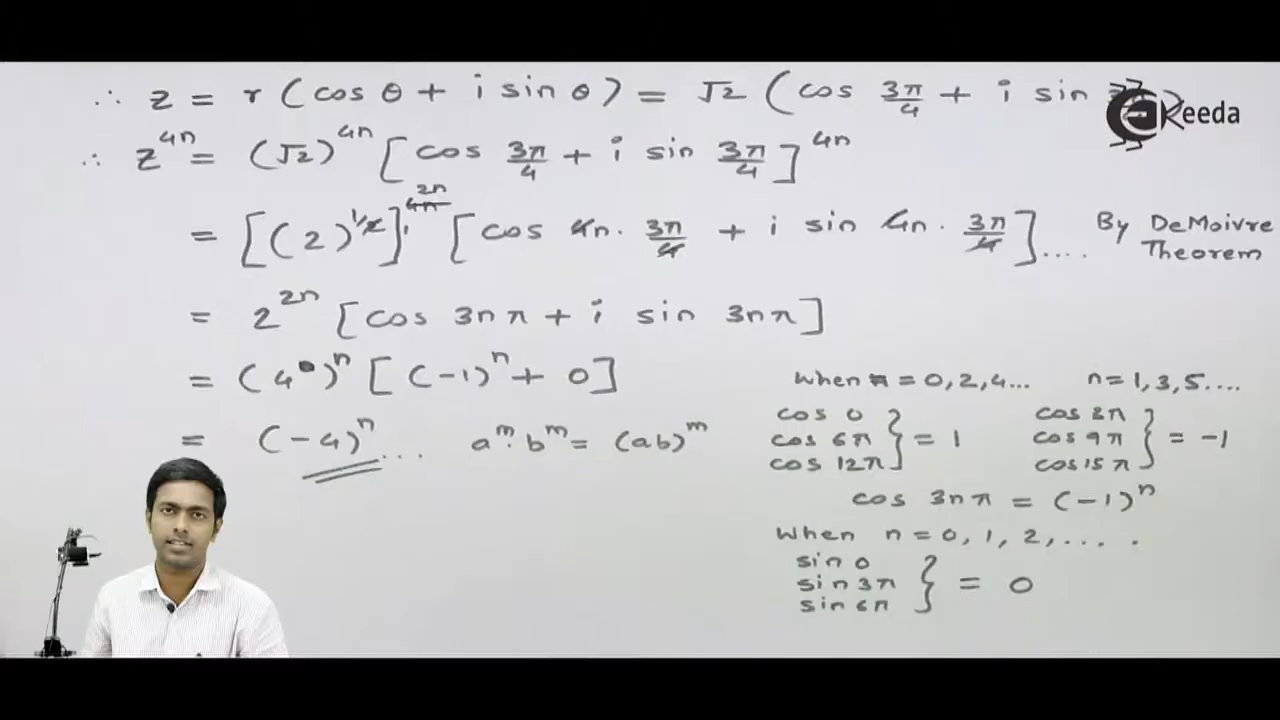 ∴ z = r (cos θ + i sin θ) = √2 (cos 3π/4 + i sin
Ekeeda
∴ z^4n = (√2)^4n [cos 3π/4 + i sin 3π/4]^4n
= [(2)^1/2]^4n 2n [cos 4n. 3π/4 + i sin 4n. 3π/4] .... By DeMoivre Theorem
= 2^2n [cos 3nπ + i sin 3nπ]
= (4)^n [(-1)^n + 0]
= (-4)^n ... a^m . b^m = (ab)^m
When n = 0, 2, 4... n = 1, 3, 5....
cos 0
cos 6π } = 1
cos 12π
cos 3π
cos 9π } = -1
cos 15π
cos 3nπ = (-1)^n
When n = 0, 1, 2, .... .
sin 0
sin 3π } = 0
sin 6π